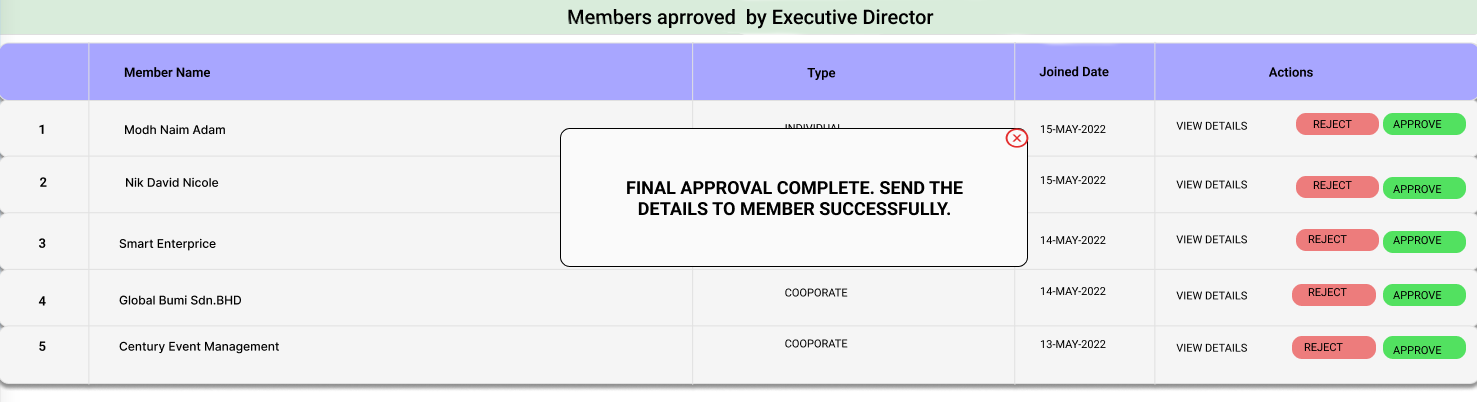 Members aproved by Executive Director
Member Name Type Joined Date Actions
1 Modh Naim Adam INDIVIDUAL 15-MAY-2022 VIEW DETAILS REJECT APPROVE
2 Nik David Nicole 15-MAY-2022 VIEW DETAILS REJECT APPROVE
FINAL APPROVAL COMPLETE. SEND THE
DETAILS TO MEMBER SUCCESSFULLY.
3 Smart Enterprice 14-MAY-2022 VIEW DETAILS REJECT APPROVE
4 Global Bumi Sdn.BHD COOPORATE 14-MAY-2022 VIEW DETAILS REJECT APPROVE
5 Century Event Management COOPORATE 13-MAY-2022 VIEW DETAILS REJECT APPROVE